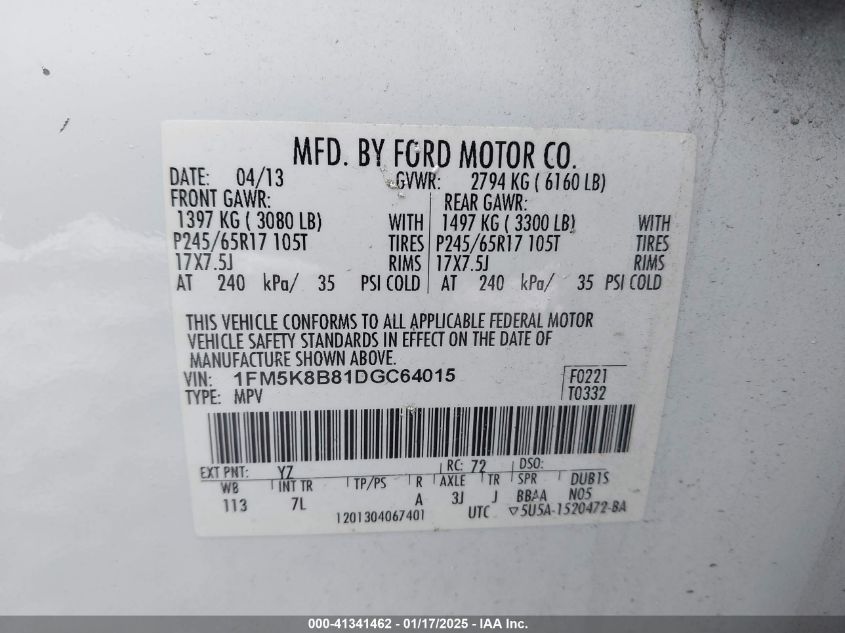 MFD. BY FORD MOTOR CO.
DATE: 04/13 GVWR: 2794 KG ( 6160 LB)
FRONT GAWR: REAR GAWR:
1397 KG ( 3080 LB) WITH 1497 KG ( 3300 LB) WITH
P245/65R17 105T TIRES P245/65R17 105T TIRES
17X7.5J RIMS 17X7.5J RIMS
AT 240 kPa/ 35 PSI COLD AT 240 kPa/ 35 PSI COLD
THIS VEHICLE CONFORMS TO ALL APPLICABLE FEDERAL MOTOR
VEHICLE SAFETY STANDARDS IN EFFECT ON THE DATE OF
MANUFACTURE SHOWN ABOVE.
VIN: 1FM5K8B81DGC64015 F0221
TYPE: MPV T0332
EXT PNT: YZ RC: 72 DSO:
WB INT TR TP/PS R AXLE TR SPR DUB1S
113 7L A 3J J BBAA N05
1201304067401 UTC ▽5U5A-1520472-BA
000-41341462 - 01/17/2025 - IAA Inc.